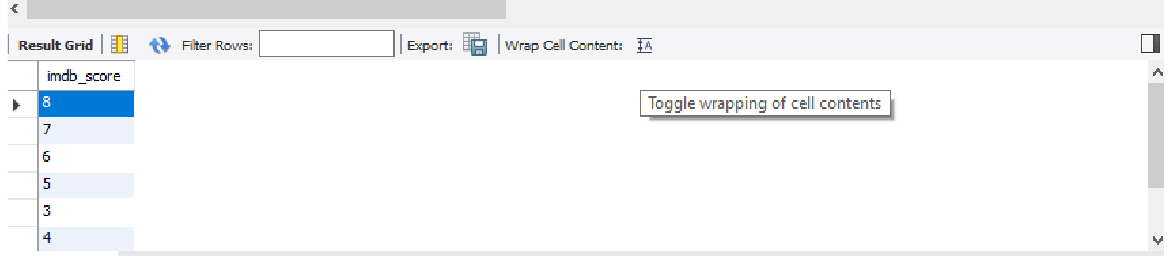 Result Grid Filter Rows: Export: Wrap Cell Content: IA
imdb_score
8
Toggle wrapping of cell contents
7
6
5
3
4